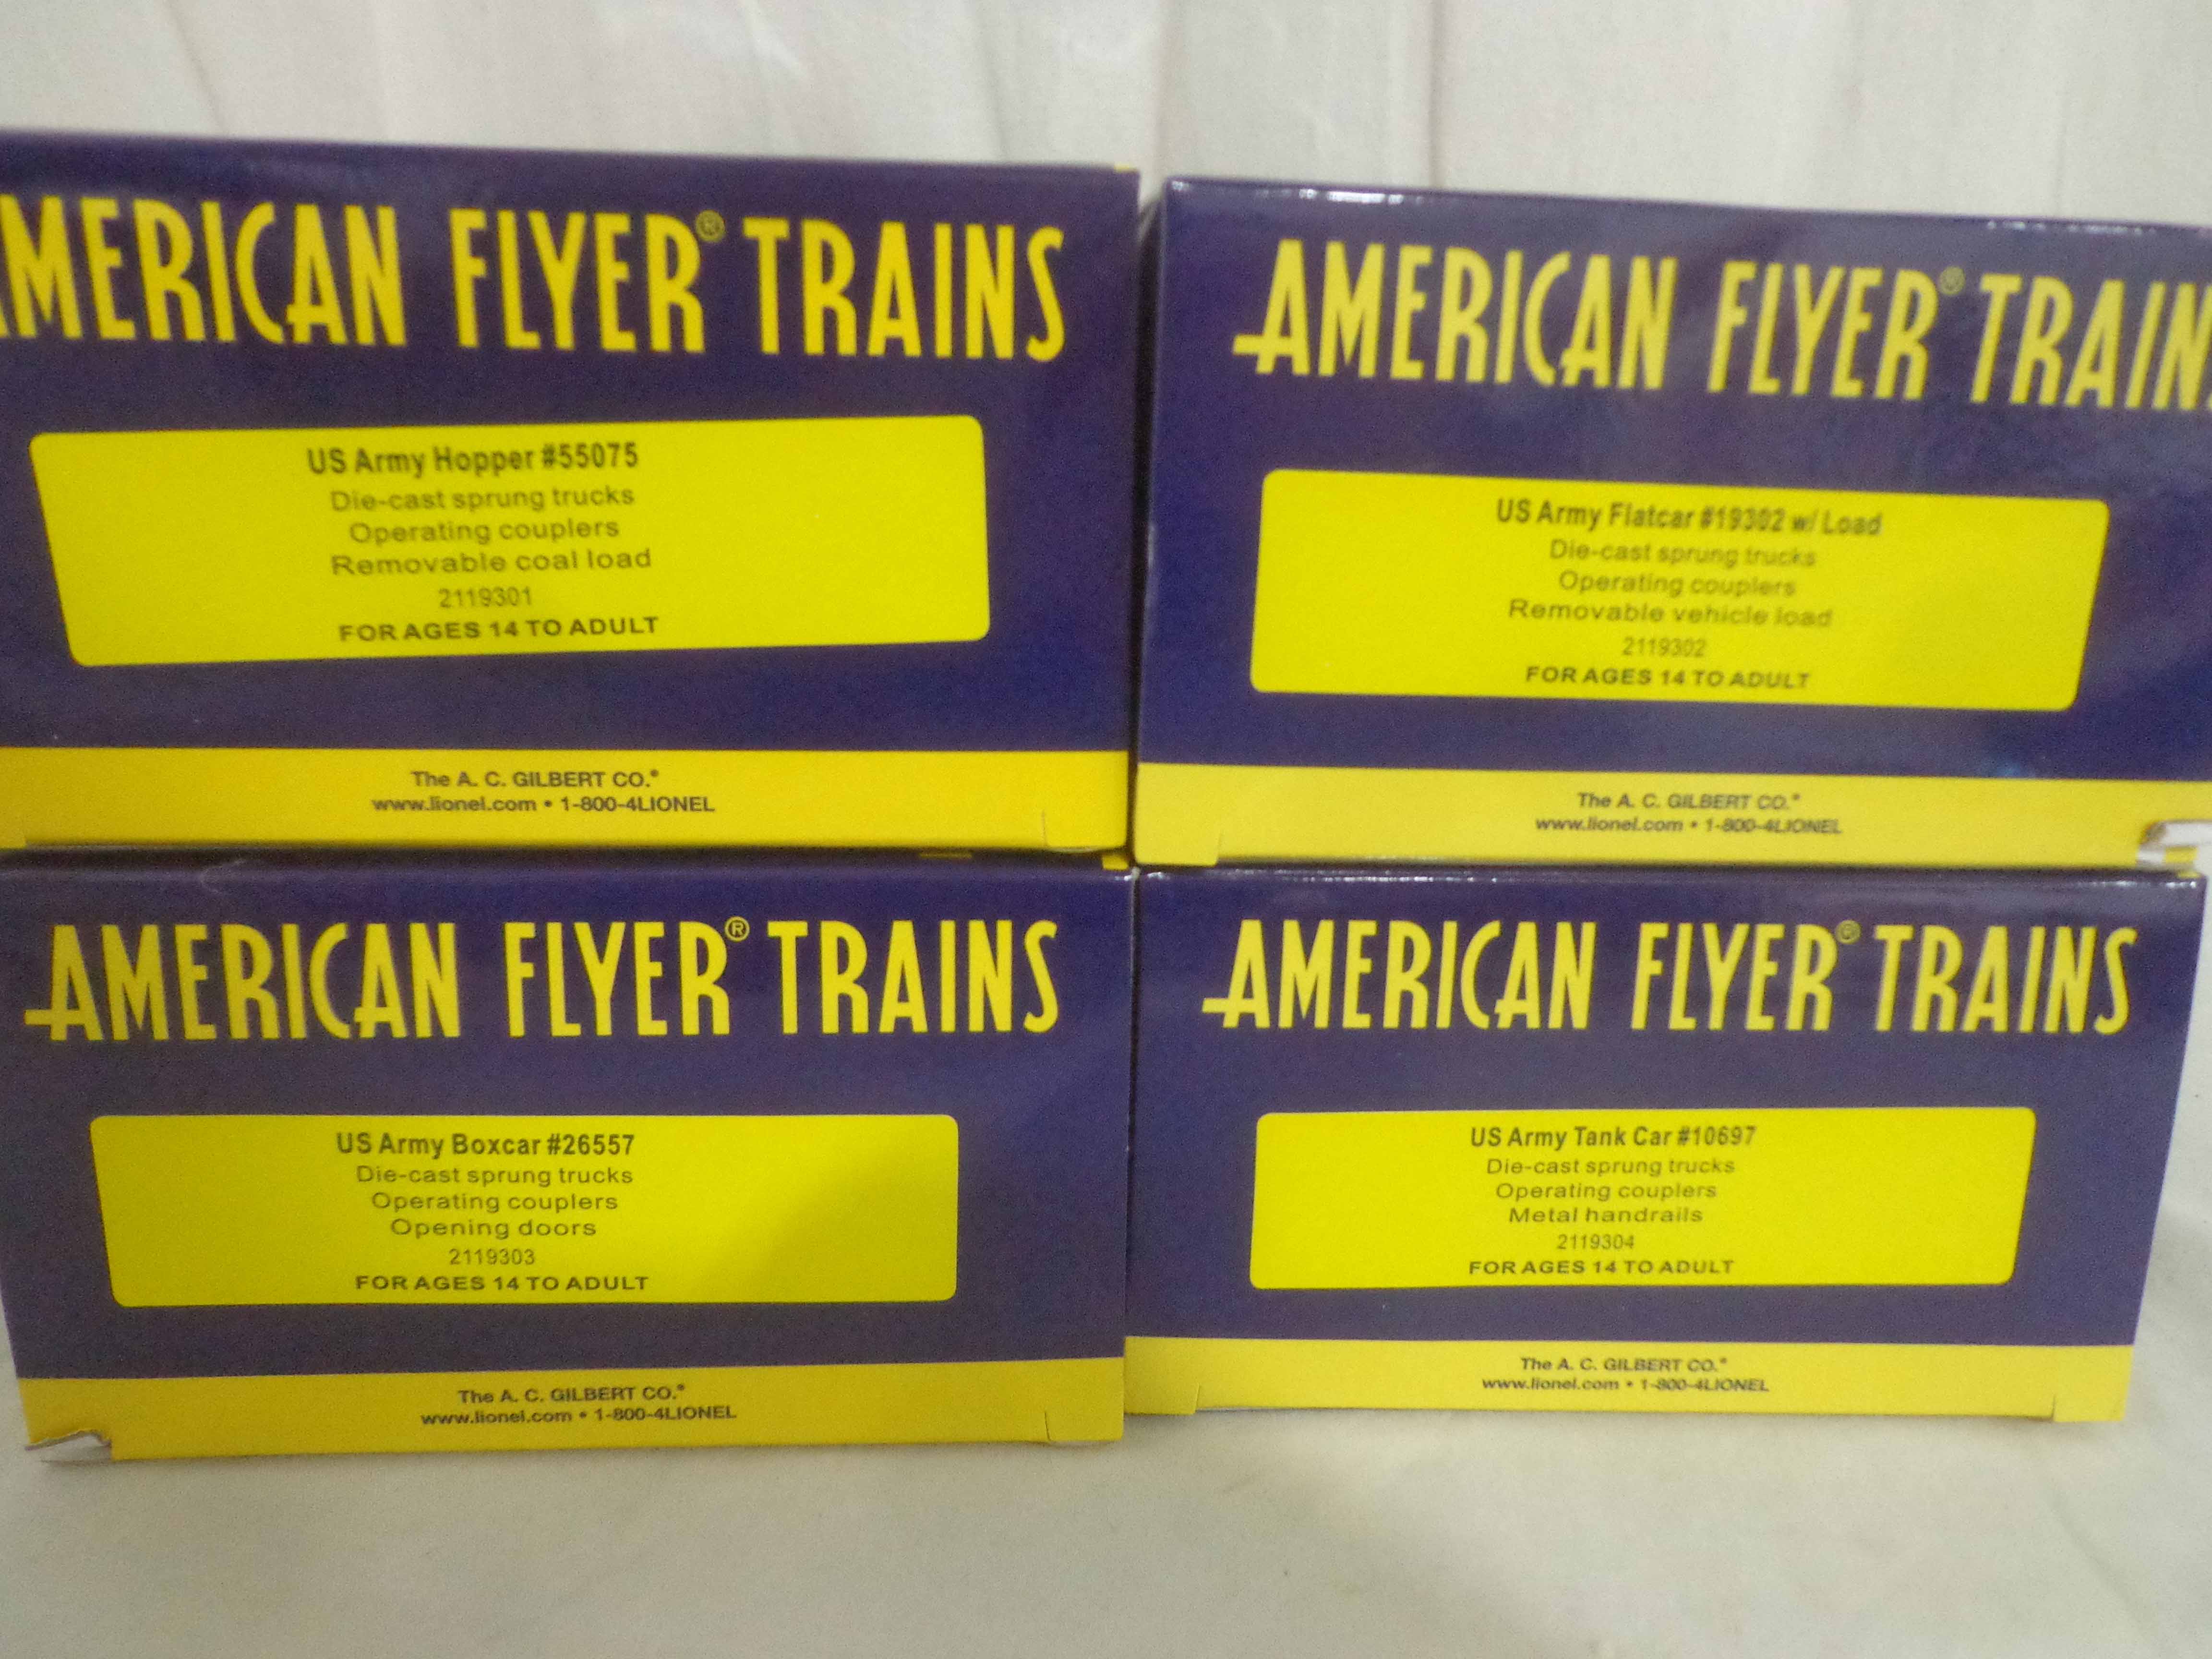 AMERICAN FLYER® TRAINS
US Army Hopper #55075
Die-cast sprung trucks
Operating couplers
Removable coal load
2119301
FOR AGES 14 TO ADULT
The A. C. GILBERT CO.®
www.lionel.com • 1-800-4LIONEL
AMERICAN FLYER® TRAINS
US Army Flatcar #19302 w/ Load
Die-cast sprung trucks
Operating couplers
Removable vehicle load
2119302
FOR AGES 14 TO ADULT
The A. C. GILBERT CO.®
www.lionel.com • 1-800-4LIONEL
AMERICAN FLYER® TRAINS
US Army Boxcar #26557
Die-cast sprung trucks
Operating couplers
Opening doors
2119303
FOR AGES 14 TO ADULT
The A. C. GILBERT CO.®
www.lionel.com • 1-800-4LIONEL
AMERICAN FLYER® TRAINS
US Army Tank Car #10697
Die-cast sprung trucks
Operating couplers
Metal handrails
2119304
FOR AGES 14 TO ADULT
The A. C. GILBERT CO.®
www.lionel.com • 1-800-4LIONEL